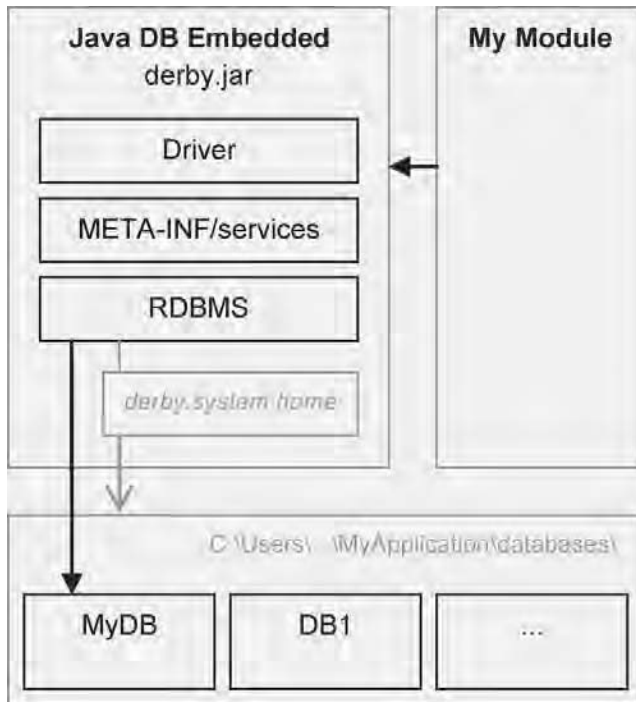 Java DB Embedded
derby.jar
Driver
META-INF/services
RDBMS
derby.system.home
My Module
C:\Users\...\MyApplication\databases\
MyDB
DB1
...